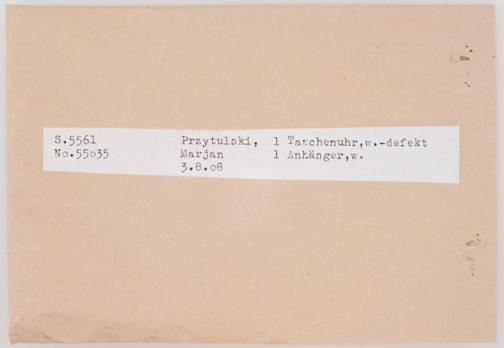 S.5561 Przytulski, 1 Taschenuhr,w.-defekt
No.55035 Marjan 1 Anhänger,w.
3.8.08